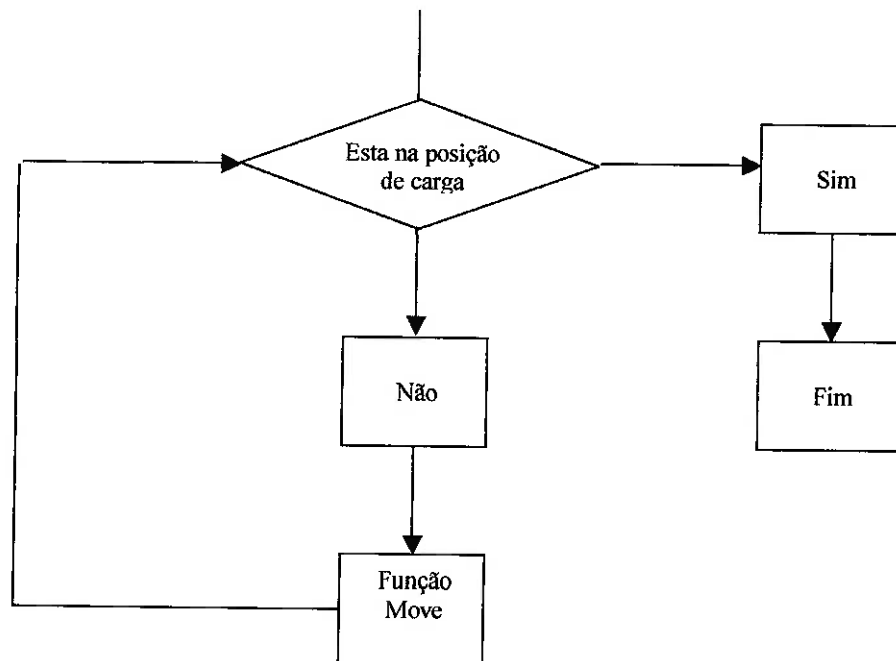 Esta na posição
de carga
Sim
Não
Fim
Função
Move